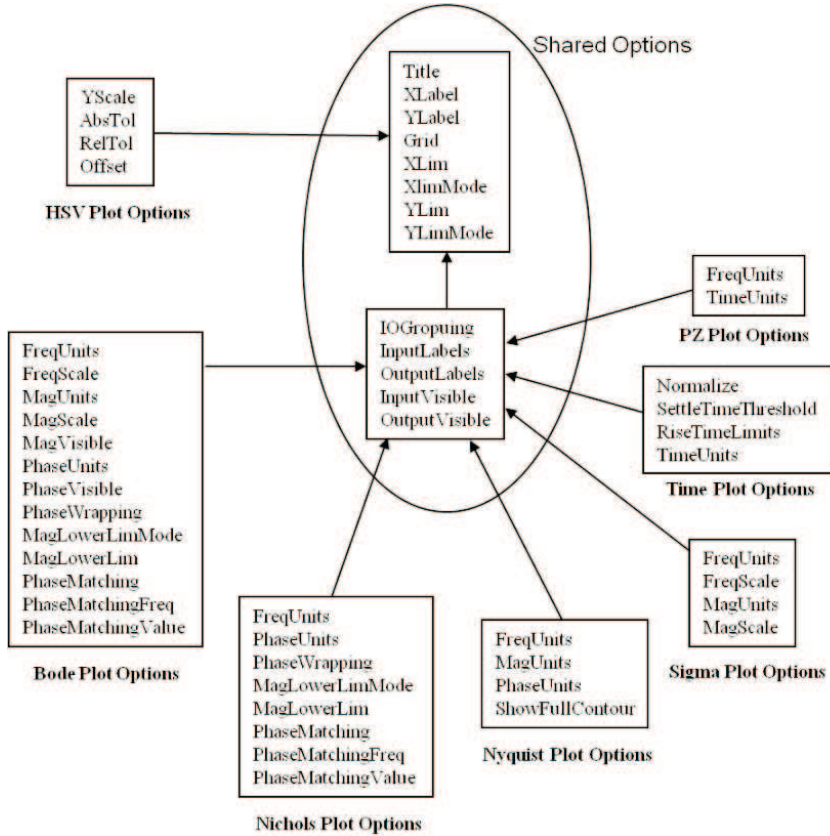 Shared Options
Title
XLabel
YLabel
Grid
XLim
XlimMode
YLim
YLimMode
YScale
AbsTol
RelTol
Offset
HSV Plot Options
IOGropuing
InputLabels
OutputLabels
InputVisible
OutputVisible
FreqUnits
TimeUnits
PZ Plot Options
FreqUnits
FreqScale
MagUnits
MagScale
MagVisible
PhaseUnits
PhaseVisible
PhaseWrapping
MagLowerLimMode
MagLowerLim
PhaseMatching
PhaseMatchingFreq
PhaseMatchingValue
Bode Plot Options
Normalize
SettleTimeThreshold
RiseTimeLimits
TimeUnits
Time Plot Options
FreqUnits
FreqScale
MagUnits
MagScale
Sigma Plot Options
FreqUnits
PhaseUnits
PhaseWrapping
MagLowerLimMode
MagLowerLim
PhaseMatching
PhaseMatchingFreq
PhaseMatchingValue
Nichols Plot Options
FreqUnits
MagUnits
PhaseUnits
ShowFullContour
Nyquist Plot Options